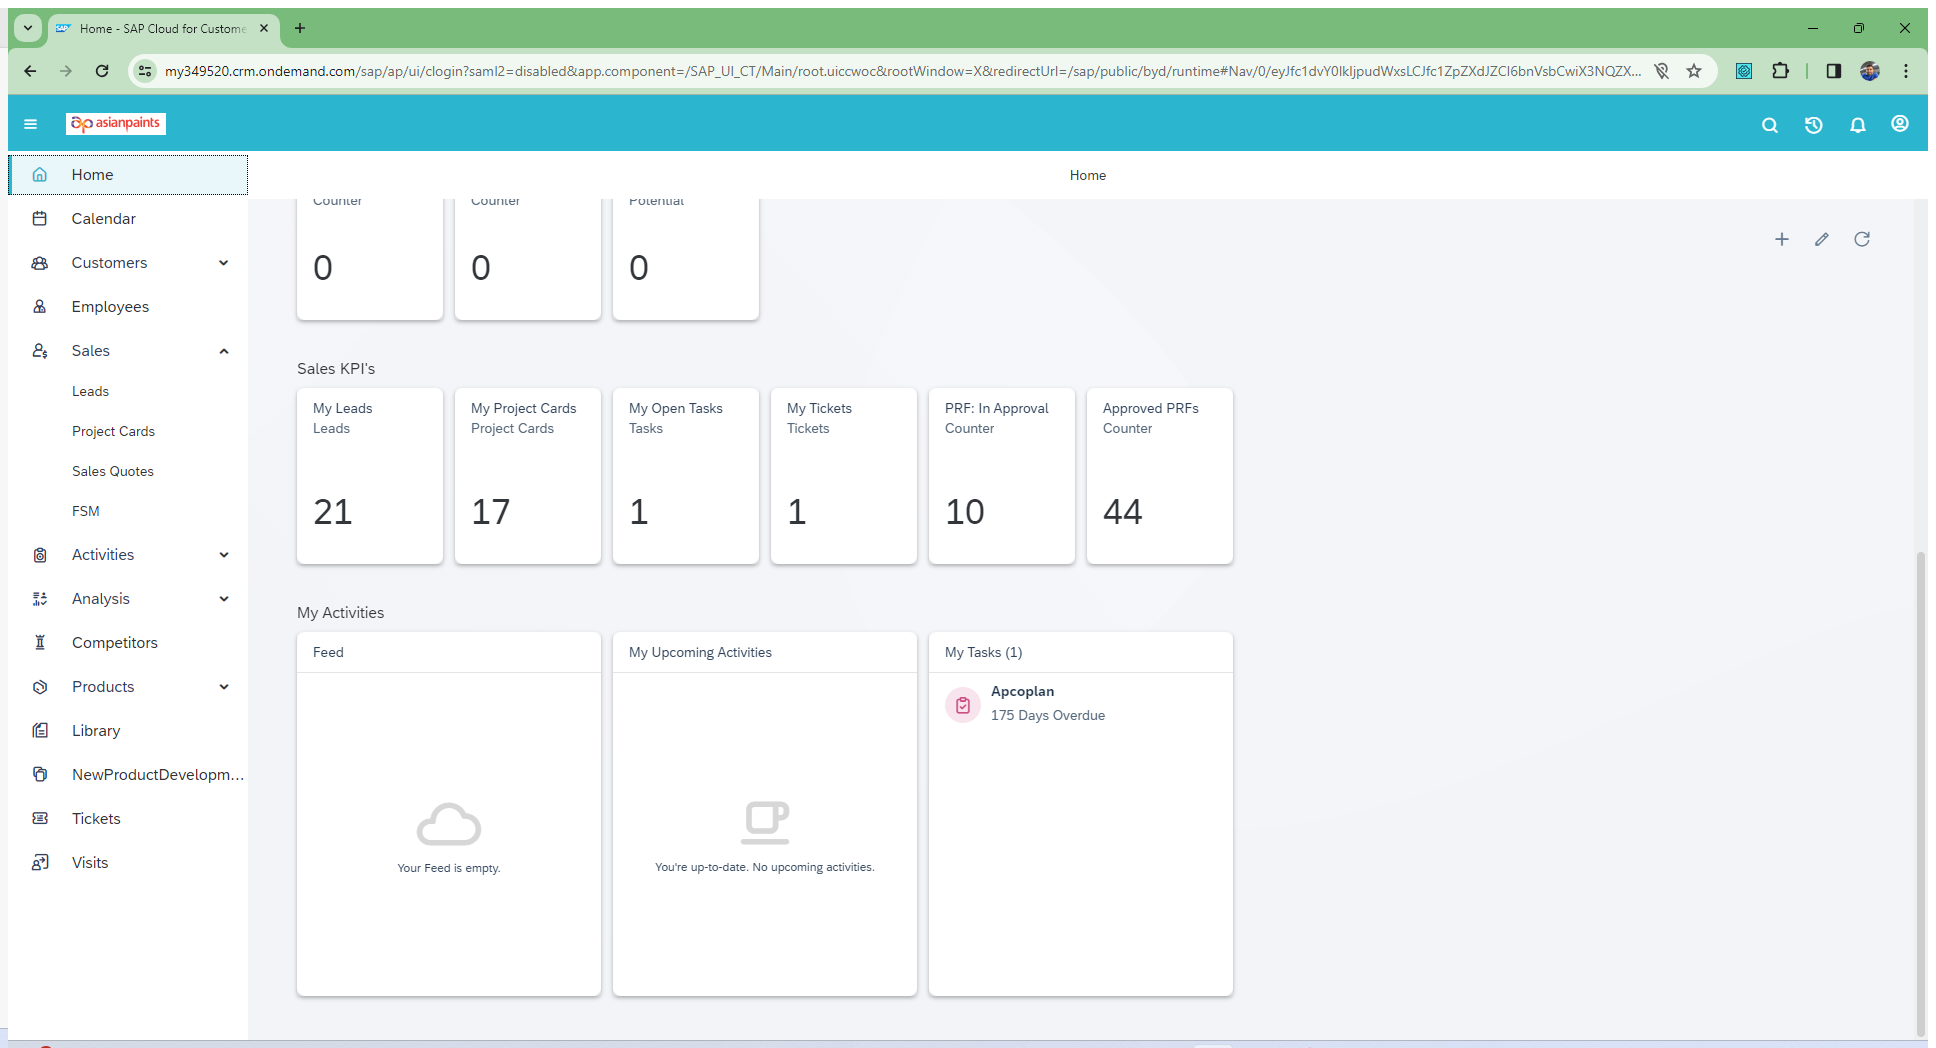 Home - SAP Cloud for Custome
my349520.crm.ondemand.com/sap/ap/ui/clogin?saml2=disabled&app.component=/SAP_UI_CT/Main/root.uiccwoc&rootWindow=X&redirectUrl=/sap/public/byd/runtime#Nav/0/eyJfc1dvY0lkIjpudWxsLCJfc1ZpZXdJZCI6bnVsbCwiX3NQZX...
ap asianpaints
Home
Home
Calendar
Customers
Employees
Sales
Leads
Project Cards
Sales Quotes
FSM
Activities
Analysis
Competitors
Products
Library
NewProductDevelopm...
Tickets
Visits
Counter
0
Counter
0
Potential
0
Sales KPI's
My Leads
Leads
21
My Project Cards
Project Cards
17
My Open Tasks
Tasks
1
My Tickets
Tickets
1
PRF: In Approval
Counter
10
Approved PRFs
Counter
44
My Activities
Feed
Your Feed is empty.
My Upcoming Activities
You're up-to-date. No upcoming activities.
My Tasks (1)
Apcoplan
175 Days Overdue